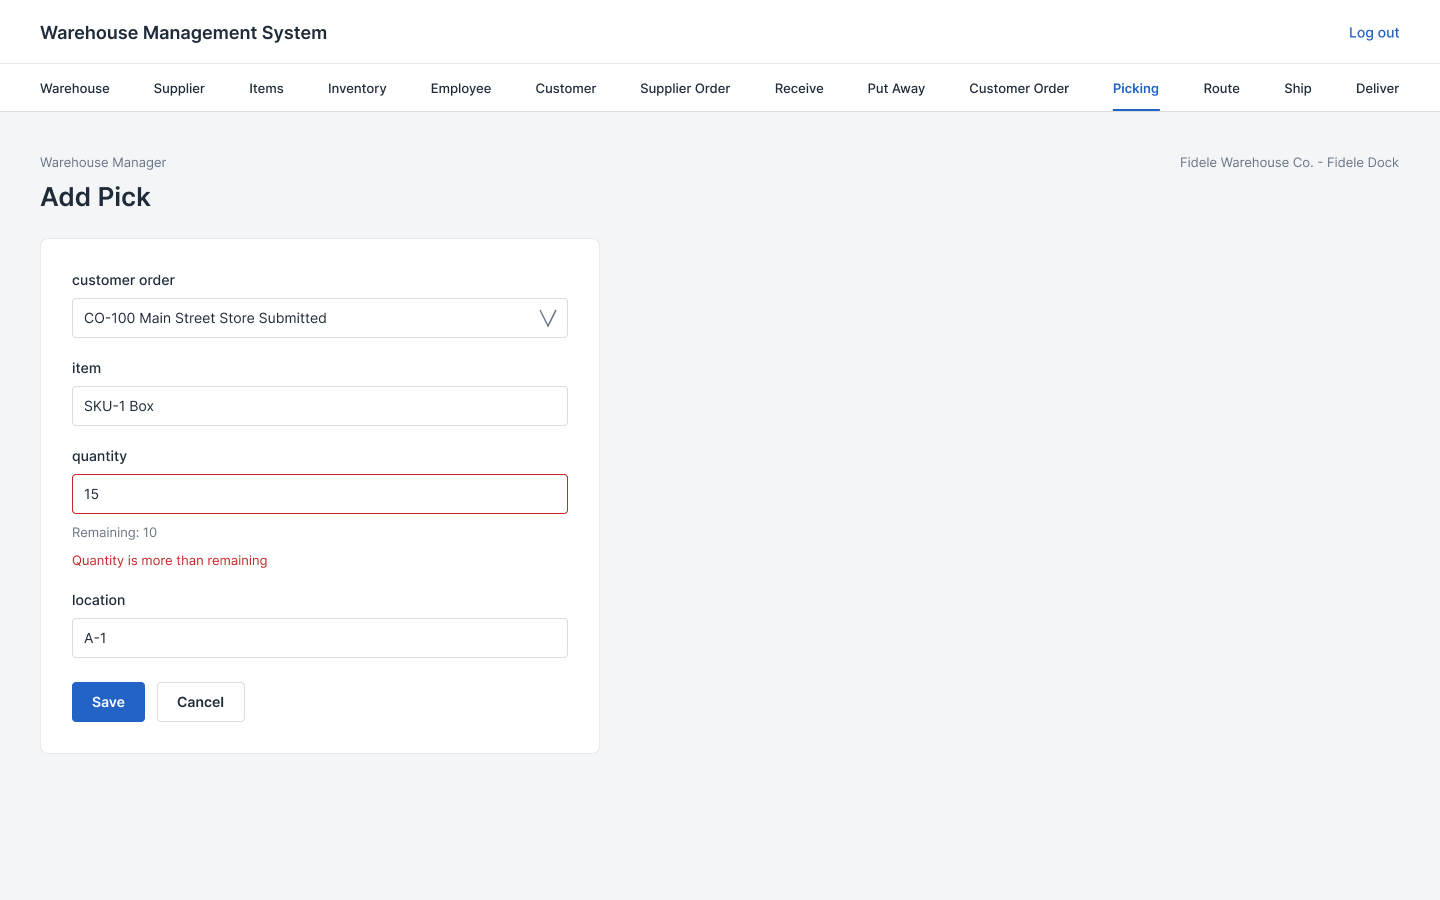 Warehouse Management System
Log out
Warehouse Supplier Items Inventory Employee Customer Supplier Order Receive Put Away Customer Order Picking Route Ship Deliver
Warehouse Manager
Fidele Warehouse Co. - Fidele Dock
Add Pick
customer order
CO-100 Main Street Store Submitted
item
SKU-1 Box
quantity
15
Remaining: 10
Quantity is more than remaining
location
A-1
Save Cancel